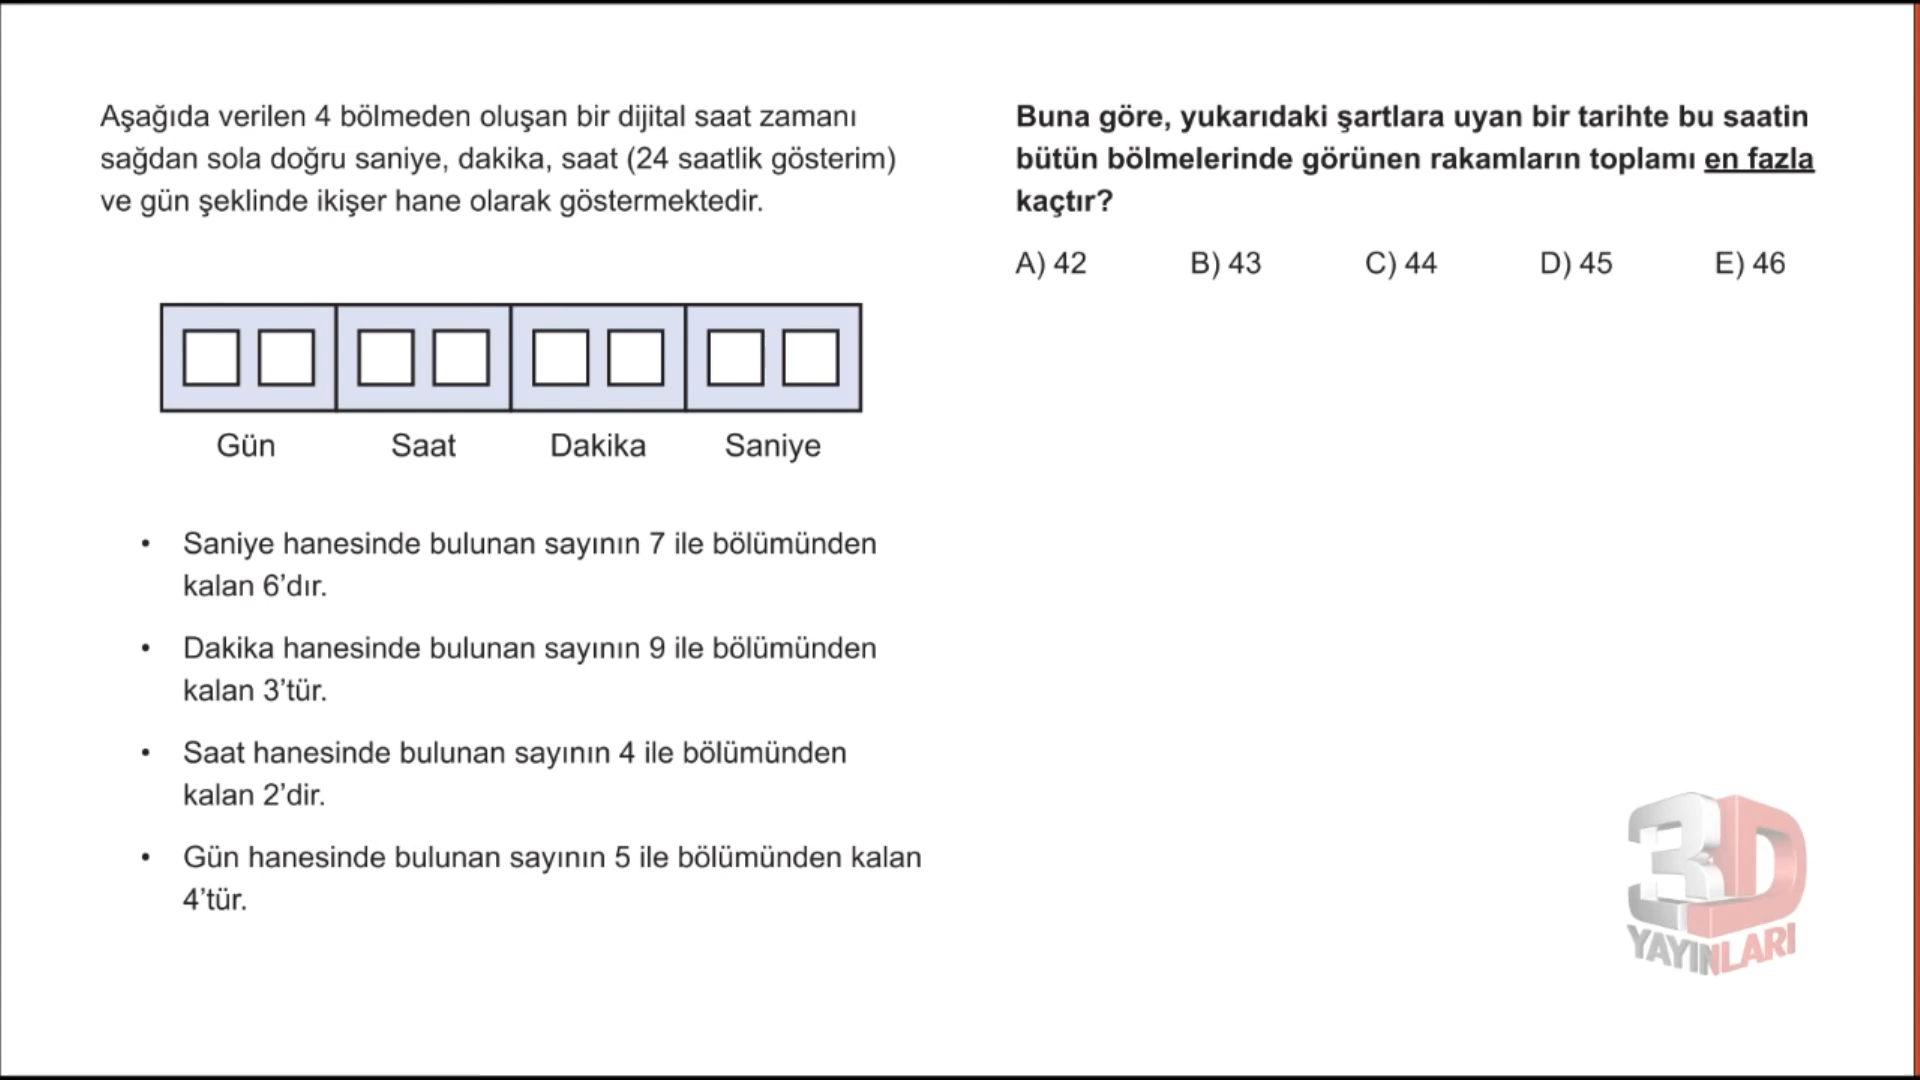 Aşağıda verilen 4 bölmeden oluşan bir dijital saat zamanı
sağdan sola doğru saniye, dakika, saat (24 saatlik gösterim)
ve gün şeklinde ikişer hane olarak göstermektedir.
Gün Saat Dakika Saniye
• Saniye hanesinde bulunan sayının 7 ile bölümünden
kalan 6’dır.
• Dakika hanesinde bulunan sayının 9 ile bölümünden
kalan 3’tür.
• Saat hanesinde bulunan sayının 4 ile bölümünden
kalan 2’dir.
• Gün hanesinde bulunan sayının 5 ile bölümünden kalan
4’tür.
Buna göre, yukarıdaki şartlara uyan bir tarihte bu saatin
bütün bölmelerinde görünen rakamların toplamı en fazla
kaçtır?
A) 42 B) 43 C) 44 D) 45 E) 46
3D
YAYINLARI